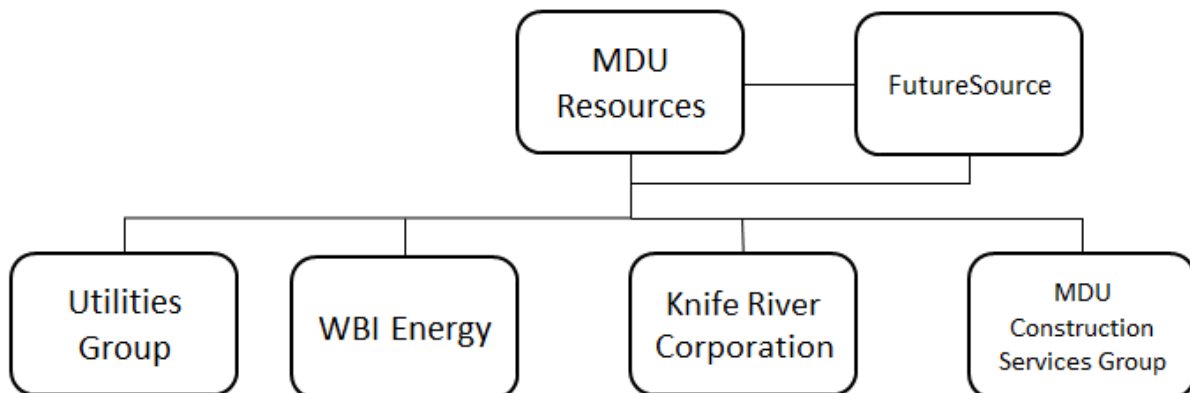 MDU
Resources
FutureSource
Utilities
Group
WBI Energy
Knife River
Corporation
MDU
Construction
Services Group